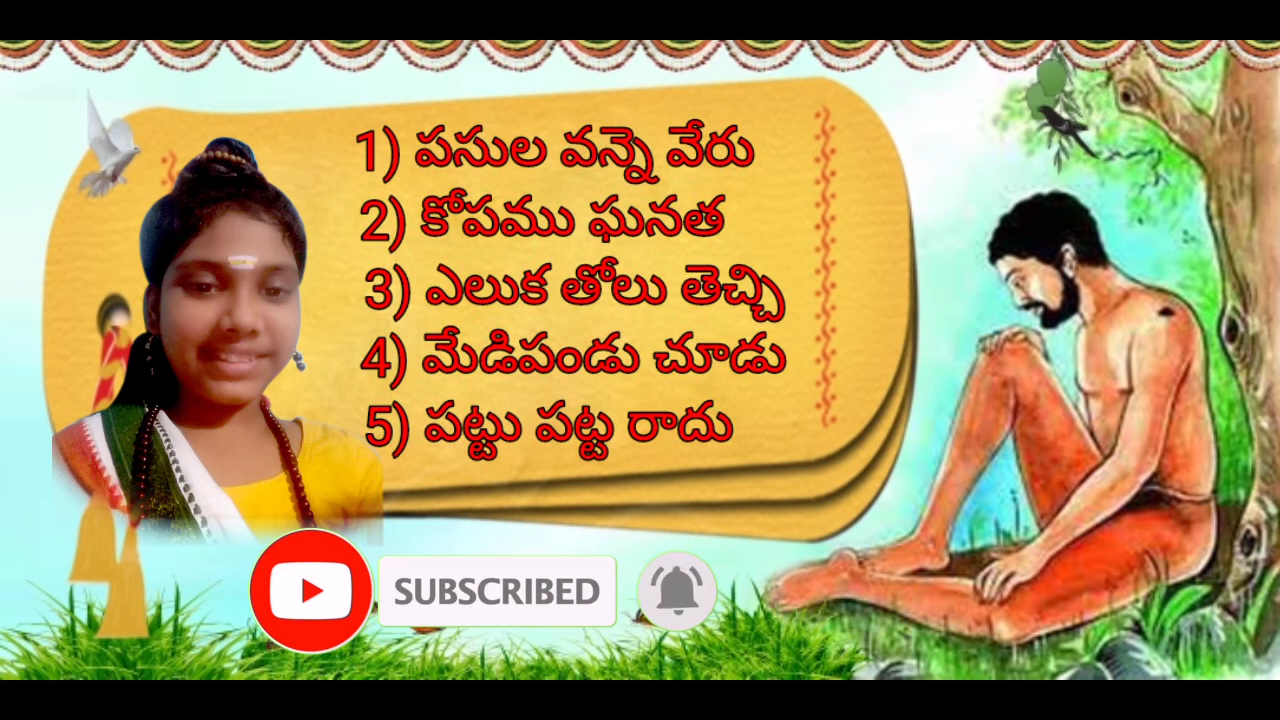 1) పసుల వన్నె వేరు
2) కోపము ఘనత
3) ఎలుక తోలు తెచ్చి
4) మేడిపండు చూడు
5) పట్టు పట్ట రాదు
SUBSCRIBED